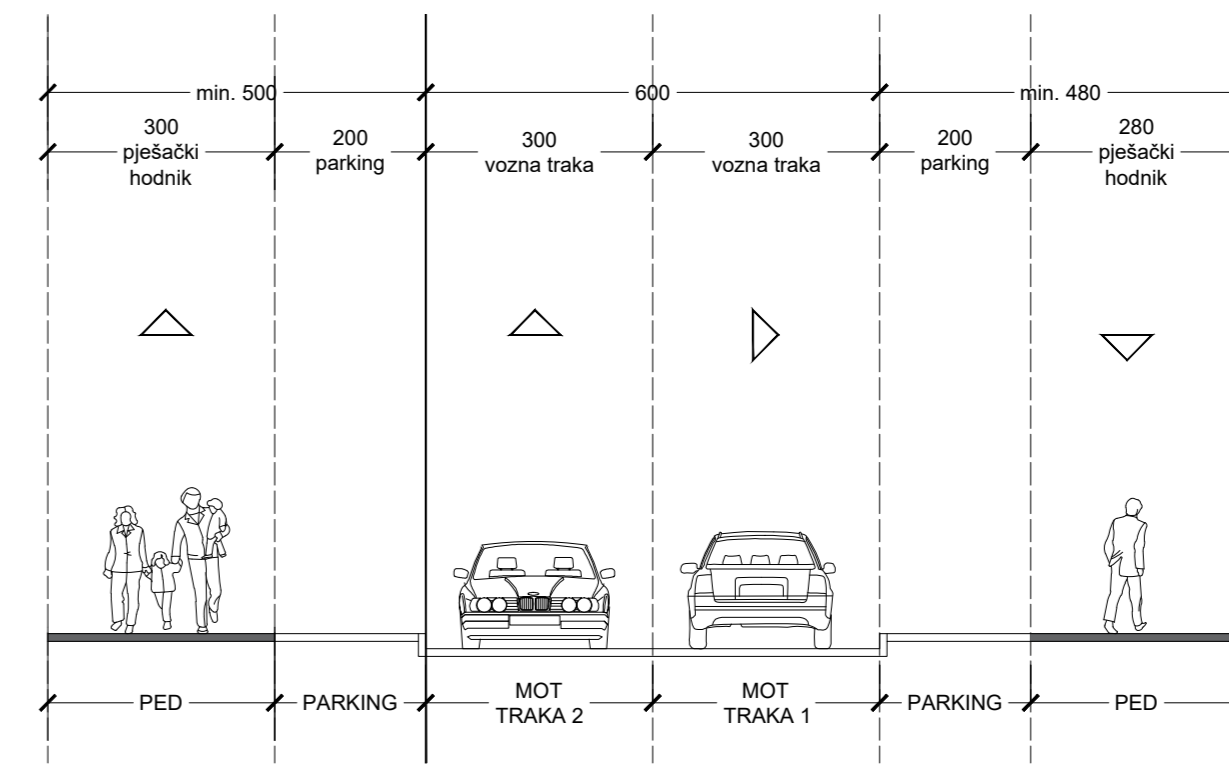 min. 500
600
min. 480
300
pješački
hodnik
200
parking
300
vozna traka
300
vozna traka
200
parking
280
pješački
hodnik
PED
PARKING
MOT
TRAKA 2
MOT
TRAKA 1
PARKING
PED